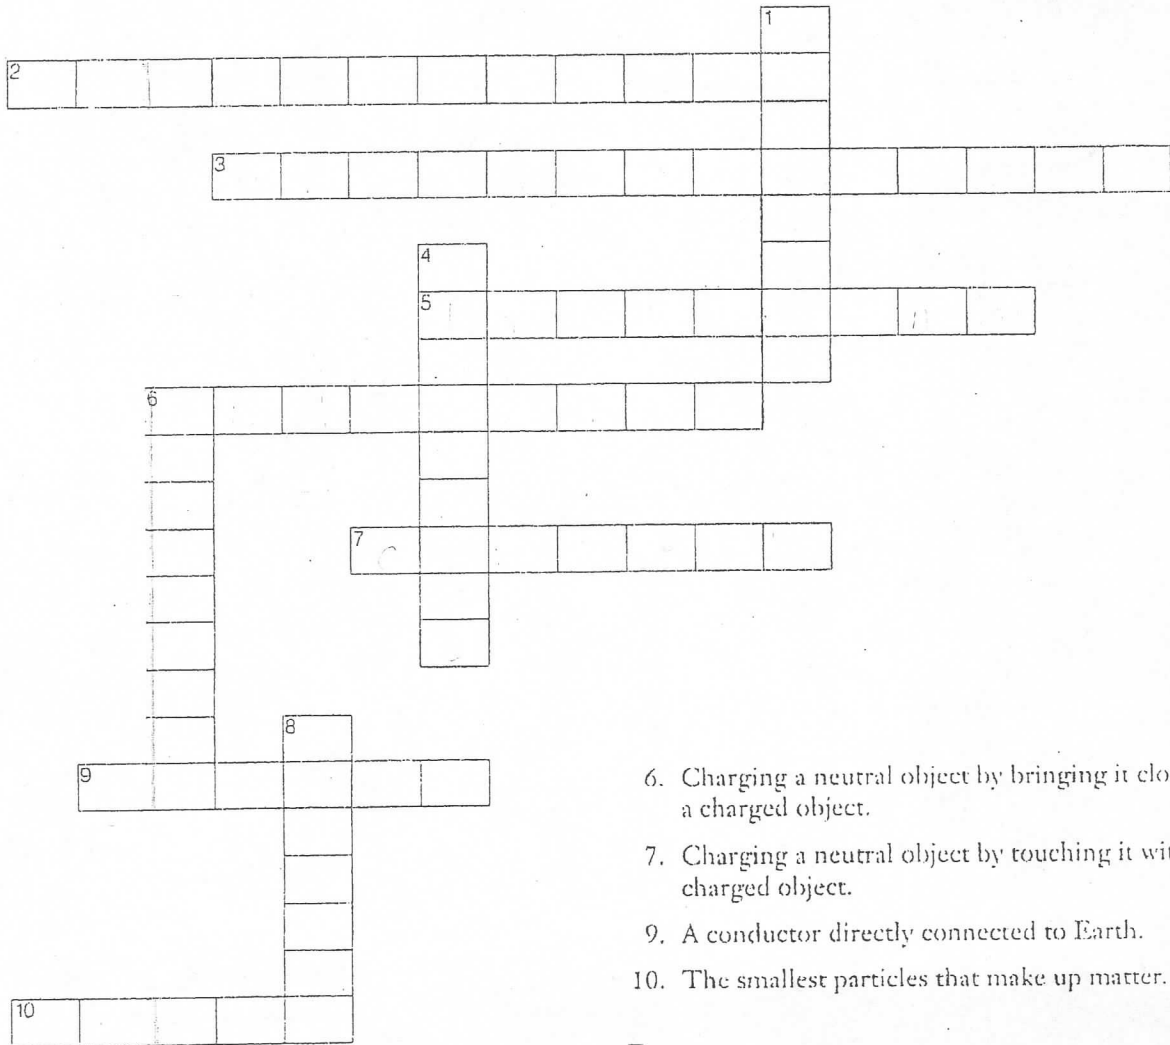 1
2
3
4
5
6
7
8
9
10
6. Charging a neutral object by bringing it clo
a charged object.
7. Charging a neutral object by touching it wit
charged object.
9. A conductor directly connected to Earth.
10. The smallest particles that make up matter.